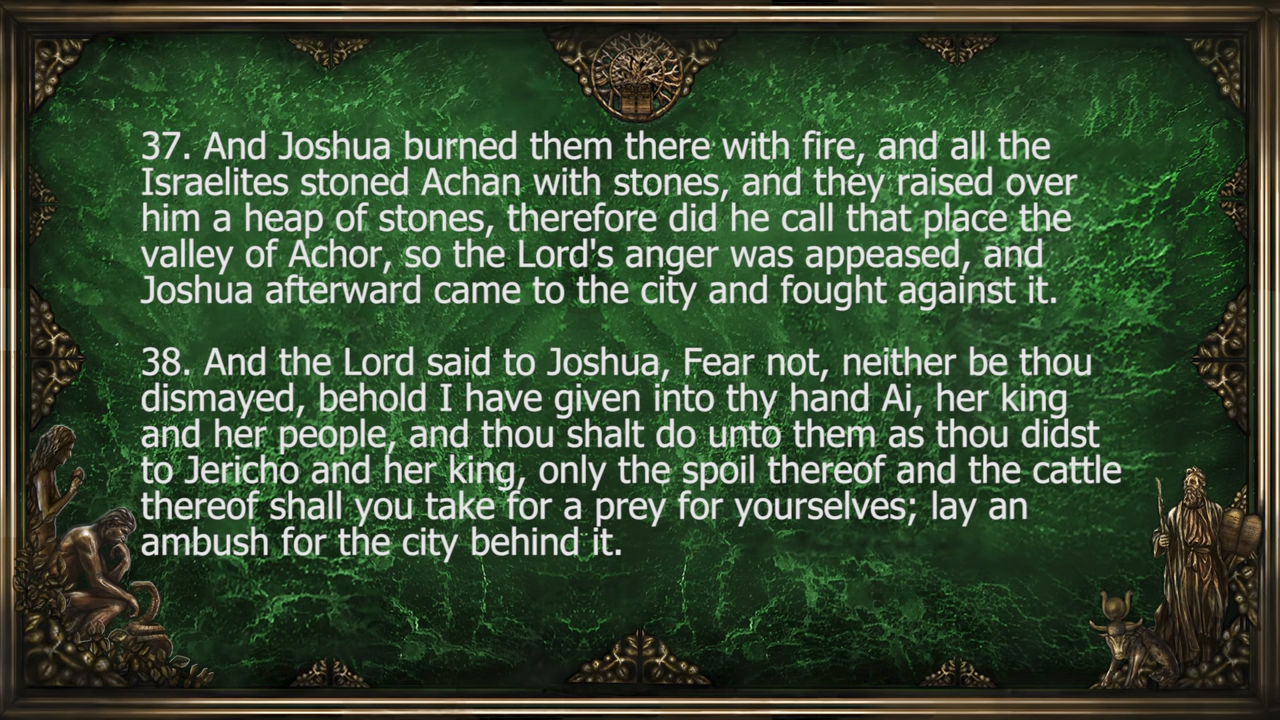 37. And Joshua burned them there with fire, and all the
Israelites stoned Achan with stones, and they raised over
him a heap of stones, therefore did he call that place the
valley of Achor, so the Lord's anger was appeased, and
Joshua afterward came to the city and fought against it.
38. And the Lord said to Joshua, Fear not, neither be thou
dismayed, behold I have given into thy hand Ai, her king
and her people, and thou shalt do unto them as thou didst
to Jericho and her king, only the spoil thereof and the cattle
thereof shall you take for a prey for yourselves; lay an
ambush for the city behind it.